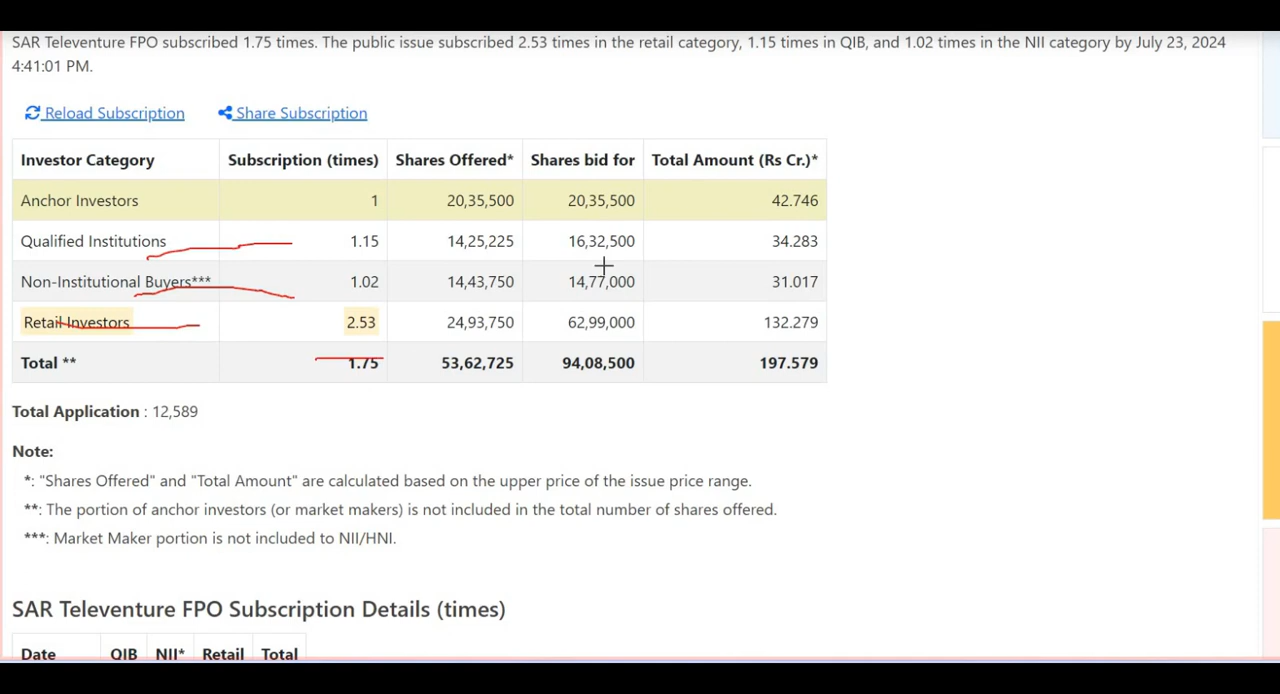 SAR Televenture FPO subscribed 1.75 times. The public issue subscribed 2.53 times in the retail category, 1.15 times in QIB, and 1.02 times in the NII category by July 23, 2024
4:41:01 PM.
Reload Subscription Share Subscription
Investor Category Subscription (times) Shares Offered* Shares bid for Total Amount (Rs Cr.)*
Anchor Investors 1 20,35,500 20,35,500 42.746
Qualified Institutions 1.15 14,25,225 16,32,500 34.283
Non-Institutional Buyers*** 1.02 14,43,750 14,77,000 31.017
Retail Investors 2.53 24,93,750 62,99,000 132.279
Total ** 1.75 53,62,725 94,08,500 197.579
Total Application : 12,589
Note:
*: "Shares Offered" and "Total Amount" are calculated based on the upper price of the issue price range.
**: The portion of anchor investors (or market makers) is not included in the total number of shares offered.
***: Market Maker portion is not included to NII/HNI.
SAR Televenture FPO Subscription Details (times)
Date QIB NII* Retail Total